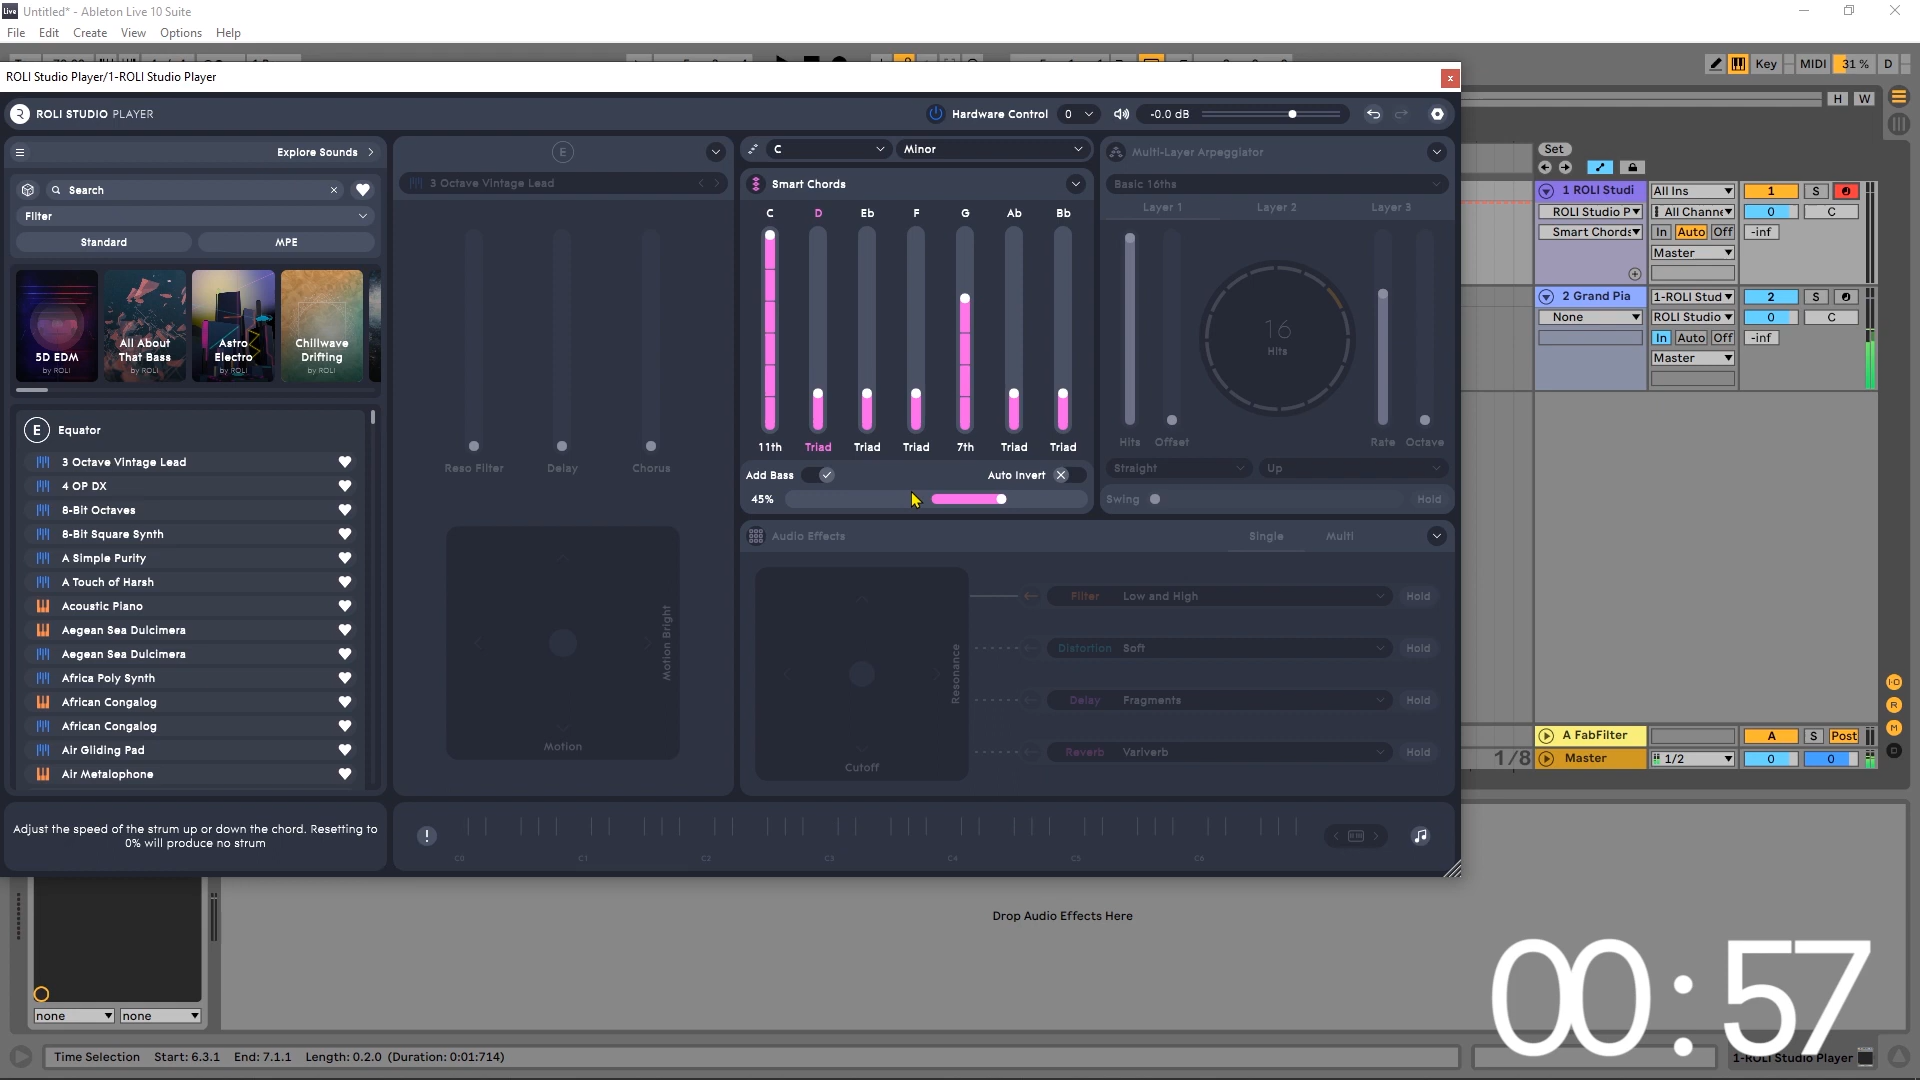 Live Untitled* - Ableton Live 10 Suite
File Edit Create View Options Help
Key MIDI 31 % D
ROLI Studio Player/1-ROLI Studio Player x
ROLI STUDIO PLAYER
Hardware Control 0 -0.0 dB
H W
Explore Sounds
E
C Minor
Multi-Layer Arpeggiator
Set
Search
3 Octave Vintage Lead
Smart Chords
Basic 16ths
Filter
Layer 1 Layer 2 Layer 3
C D Eb F G Ab Bb
Standard MPE
5D EDM
by ROLI
All About That Bass
by ROLI
Astro Electro
by ROLI
Chillwave Drifting
by ROLI
16
Hits
Hits Offset Rate Octave
11th Triad Triad Triad 7th Triad Triad
Reso Filter Delay Chorus
Straight Up
Add Bass Auto Invert
45%
Swing Hold
E Equator
3 Octave Vintage Lead
4 OP DX
8-Bit Octaves
8-Bit Square Synth
A Simple Purity
A Touch of Harsh
Acoustic Piano
Aegean Sea Dulcimera
Aegean Sea Dulcimera
Africa Poly Synth
African Congalog
African Congalog
Air Gliding Pad
Air Metalophone
Motion Bright
Motion
Audio Effects Single Multi
Resonance
Cutoff
Filter Low and High Hold
Distortion Soft Hold
Delay Fragments Hold
Reverb Variverb Hold
1 ROLI Studi All Ins 1 S
ROLI Studio P All Channe 0 C
Smart Chords In Auto Off -inf
Master
2 Grand Pia 1-ROLI Stud 2 S
None ROLI Studio 0 C
In Auto Off -inf
Master
I·O
R
M
D
A FabFilter A S Post
1/8 Master 1/2 0 0
Adjust the speed of the strum up or down the chord. Resetting to
0% will produce no strum
!
C0 C1 C2 C3 C4 C5 C6
Drop Audio Effects Here
none none
00:57
Time Selection Start: 6.3.1 End: 7.1.1 Length: 0.2.0 (Duration: 0:01:714)
1-ROLI Studio Player